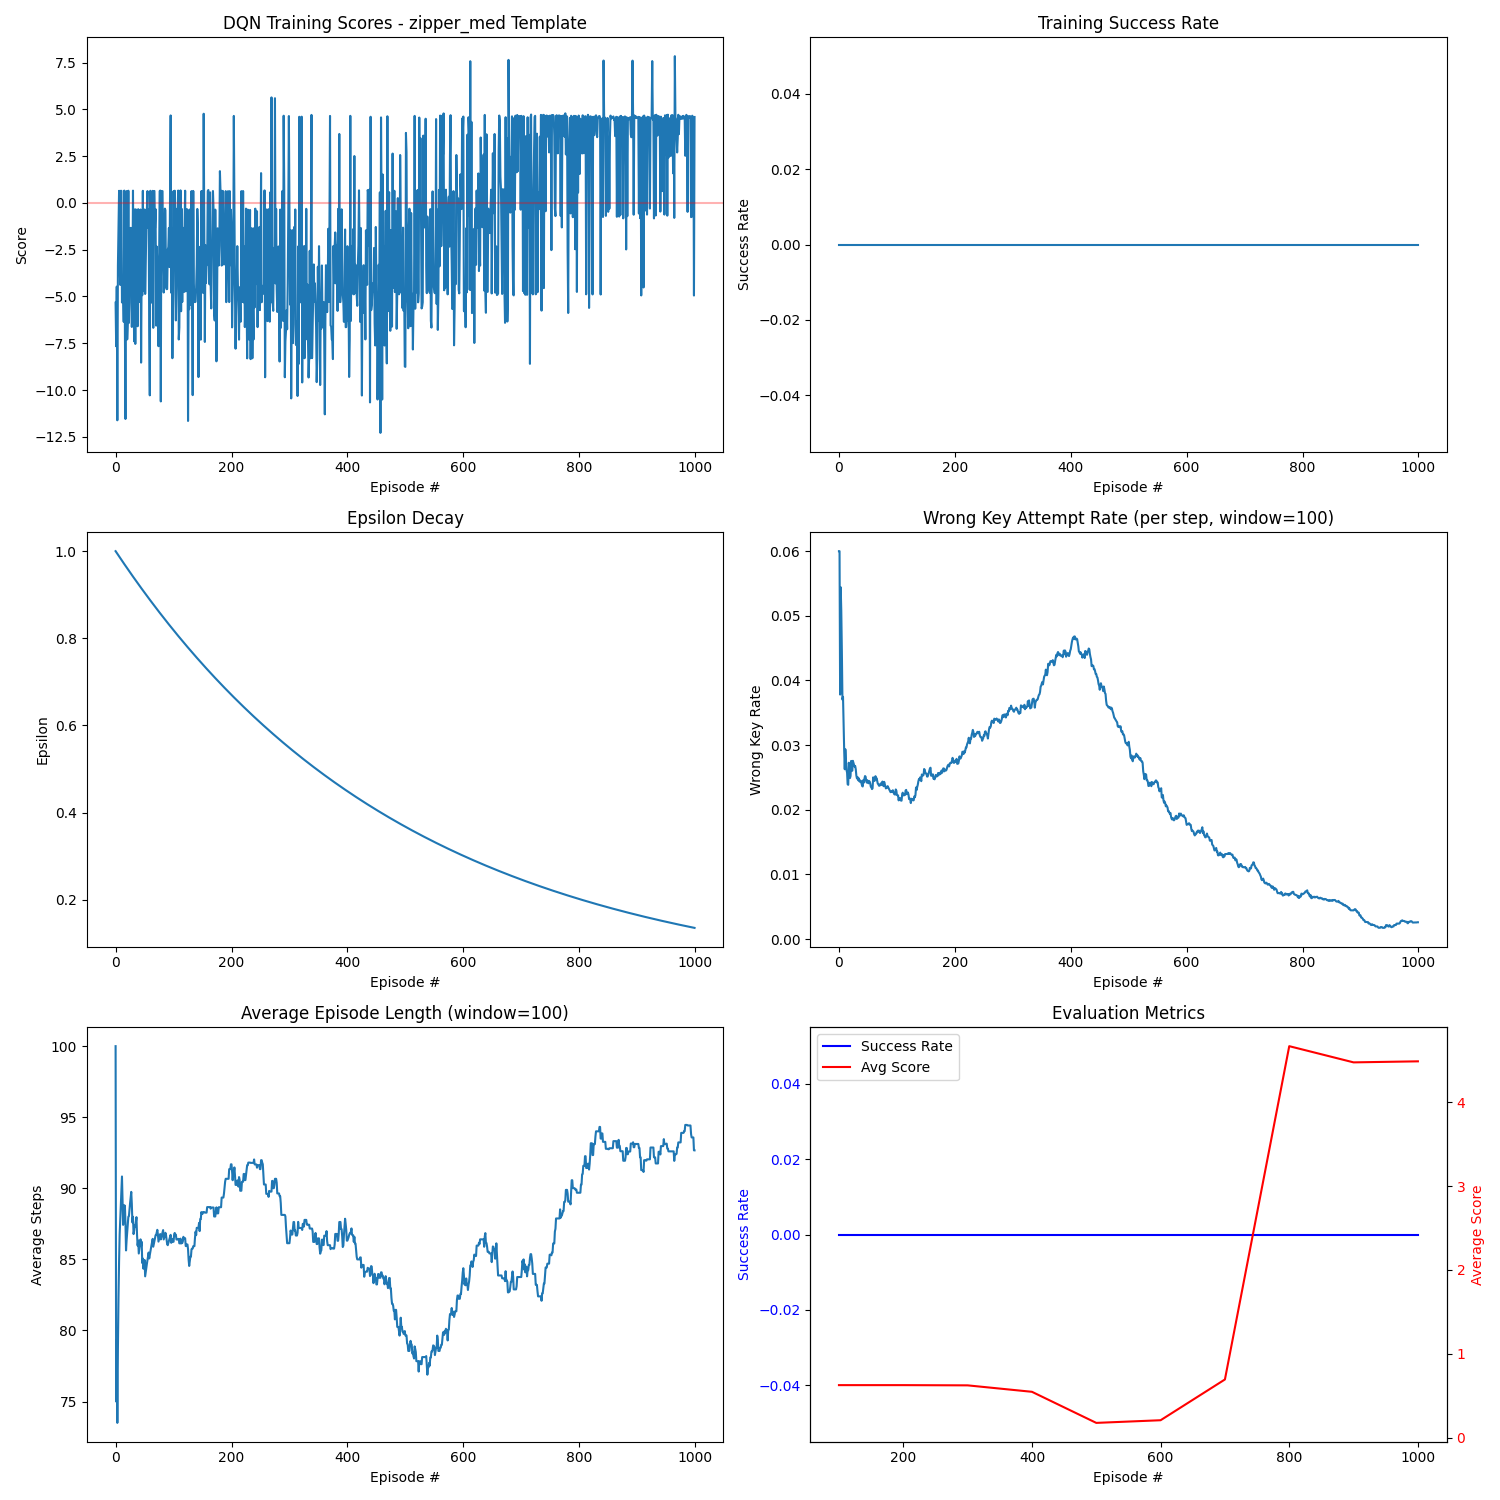 DQN Training Scores - zipper_med Template
7.5
5.0
2.5
0.0
−2.5
−5.0
−7.5
−10.0
−12.5
Score
0 200 400 600 800 1000
Episode #
Training Success Rate
0.04
0.02
0.00
−0.02
−0.04
Success Rate
0 200 400 600 800 1000
Episode #
Epsilon Decay
1.0
0.8
0.6
0.4
0.2
Epsilon
0 200 400 600 800 1000
Episode #
Wrong Key Attempt Rate (per step, window=100)
0.06
0.05
0.04
0.03
0.02
0.01
0.00
Wrong Key Rate
0 200 400 600 800 1000
Episode #
Average Episode Length (window=100)
100
95
90
85
80
75
Average Steps
0 200 400 600 800 1000
Episode #
Evaluation Metrics
Success Rate
Avg Score
0.04
0.02
0.00
−0.02
−0.04
Success Rate
4
3
2
1
0
Average Score
200 400 600 800 1000
Episode #